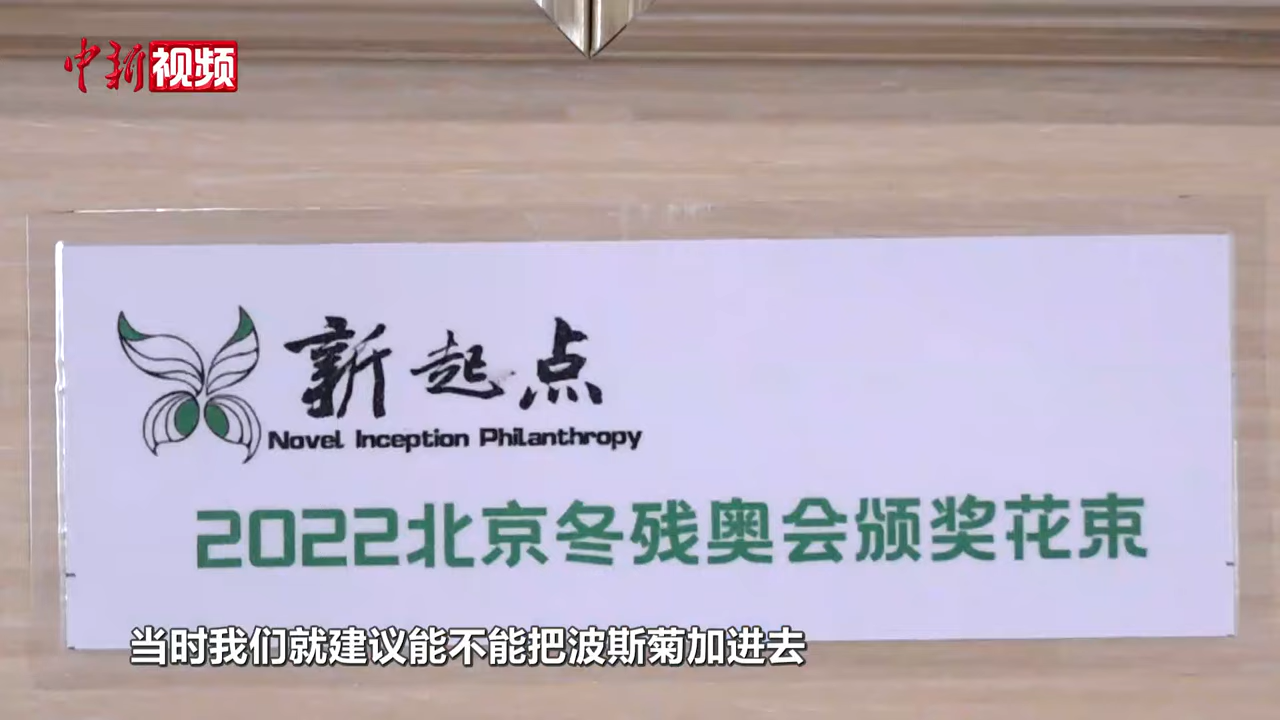 中新视频
新起点
Novel Inception Philanthropy
2022北京冬残奥会颁奖花束
当时我们就建议能不能把波斯菊加进去